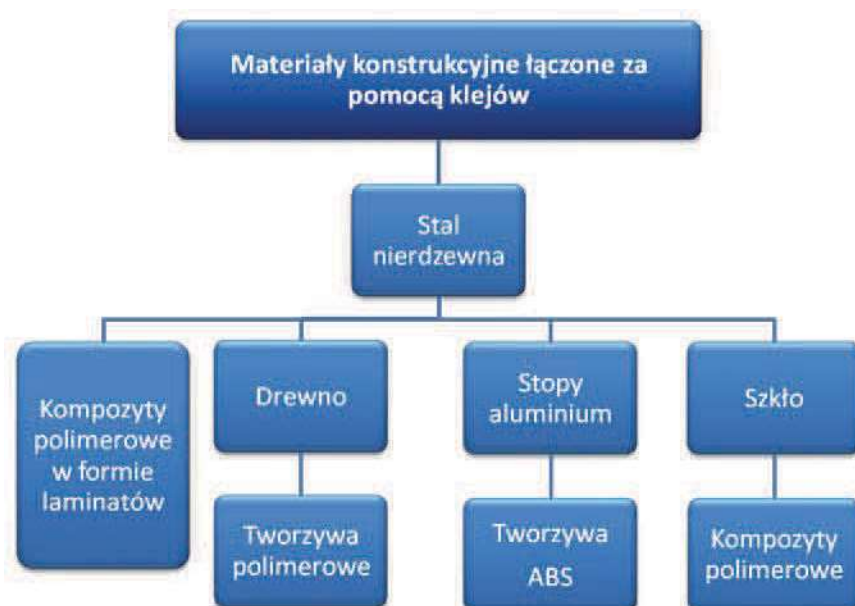 Materiały konstrukcyjne łączone za
pomocą klejów
Stal
nierdzewna
Kompozyty
polimerowe
w formie
laminatów
Drewno
Stopy
aluminium
Szkło
Tworzywa
polimerowe
Tworzywa
ABS
Kompozyty
polimerowe